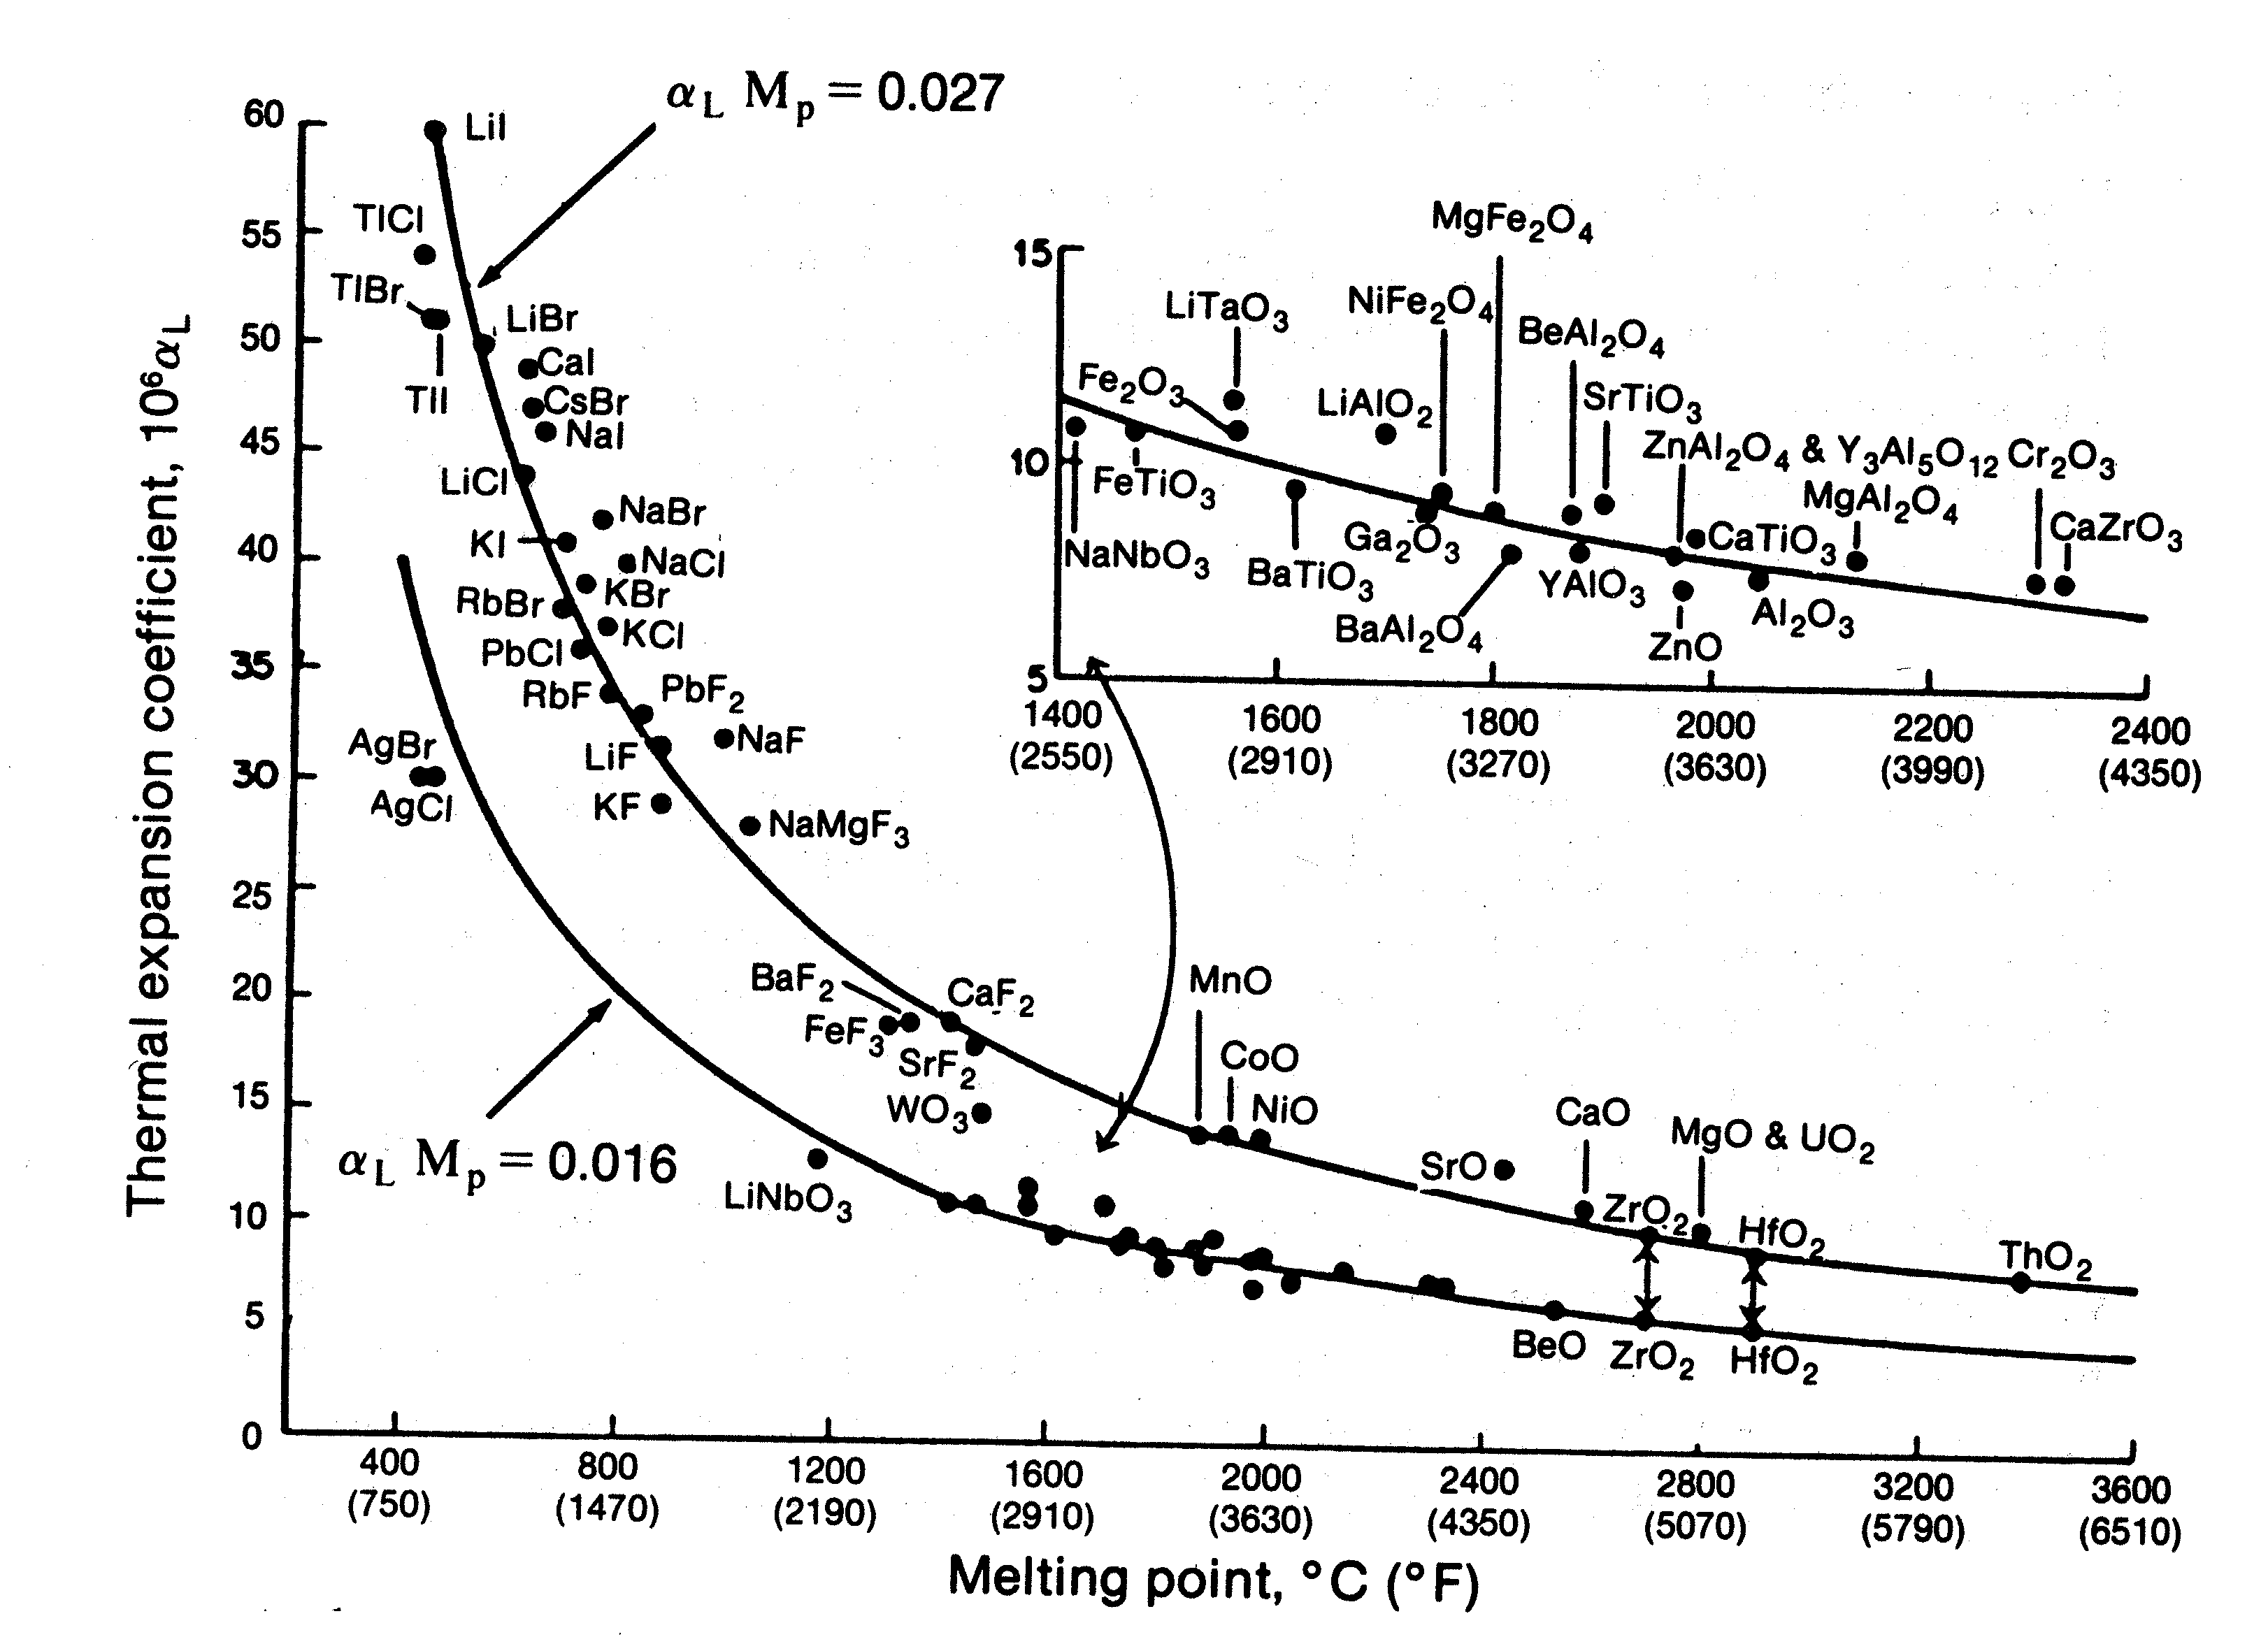 α_L M_p = 0.027
60
55
50
45
40
35
30
25
20
15
10
5
0
Thermal expansion coefficient, 10⁶α_L
LiI
TlCl
TlBr
TlI
LiBr
CaI
CsBr
NaI
LiCl
NaBr
KI
NaCl
KBr
RbBr
KCl
PbCl
RbF
PbF₂
NaF
LiF
KF
NaMgF₃
AgBr
AgCl
BaF₂
CaF₂
FeF₃
SrF₂
WO₃
LiNbO₃
α_L M_p = 0.016
MnO
CoO
NiO
SrO
CaO
MgO & UO₂
ZrO₂
HfO₂
ThO₂
BeO
ZrO₂
HfO₂
15
10
5
MgFe₂O₄
LiTaO₃
NiFe₂O₄
BeAl₂O₄
Fe₂O₃
LiAlO₂
SrTiO₃
ZnAl₂O₄ & Y₃Al₅O₁₂
Cr₂O₃
FeTiO₃
MgAl₂O₄
CaZrO₃
NaNbO₃
BaTiO₃
Ga₂O₃
CaTiO₃
YAlO₃
BaAl₂O₄
Al₂O₃
ZnO
1400 1600 1800 2000 2200 2400
(2550) (2910) (3270) (3630) (3990) (4350)
400 800 1200 1600 2000 2400 2800 3200 3600
(750) (1470) (2190) (2910) (3630) (4350) (5070) (5790) (6510)
Melting point, °C (°F)